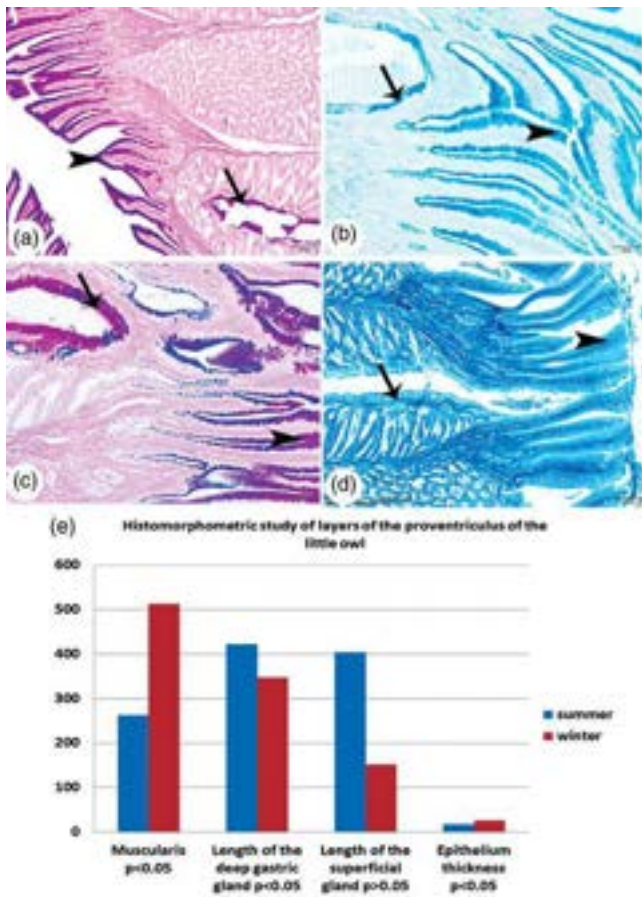 (a)
(b)
(c)
(d)
(e)
Histomorphometric study of layers of the proventriculus of the
little owl
600
500
400
300
200
100
0
summer
winter
Muscularis
p<0.05
Length of the
deep gastric
gland p<0.05
Length of the
superficial
gland p>0.05
Epithelium
thickness
p<0.05